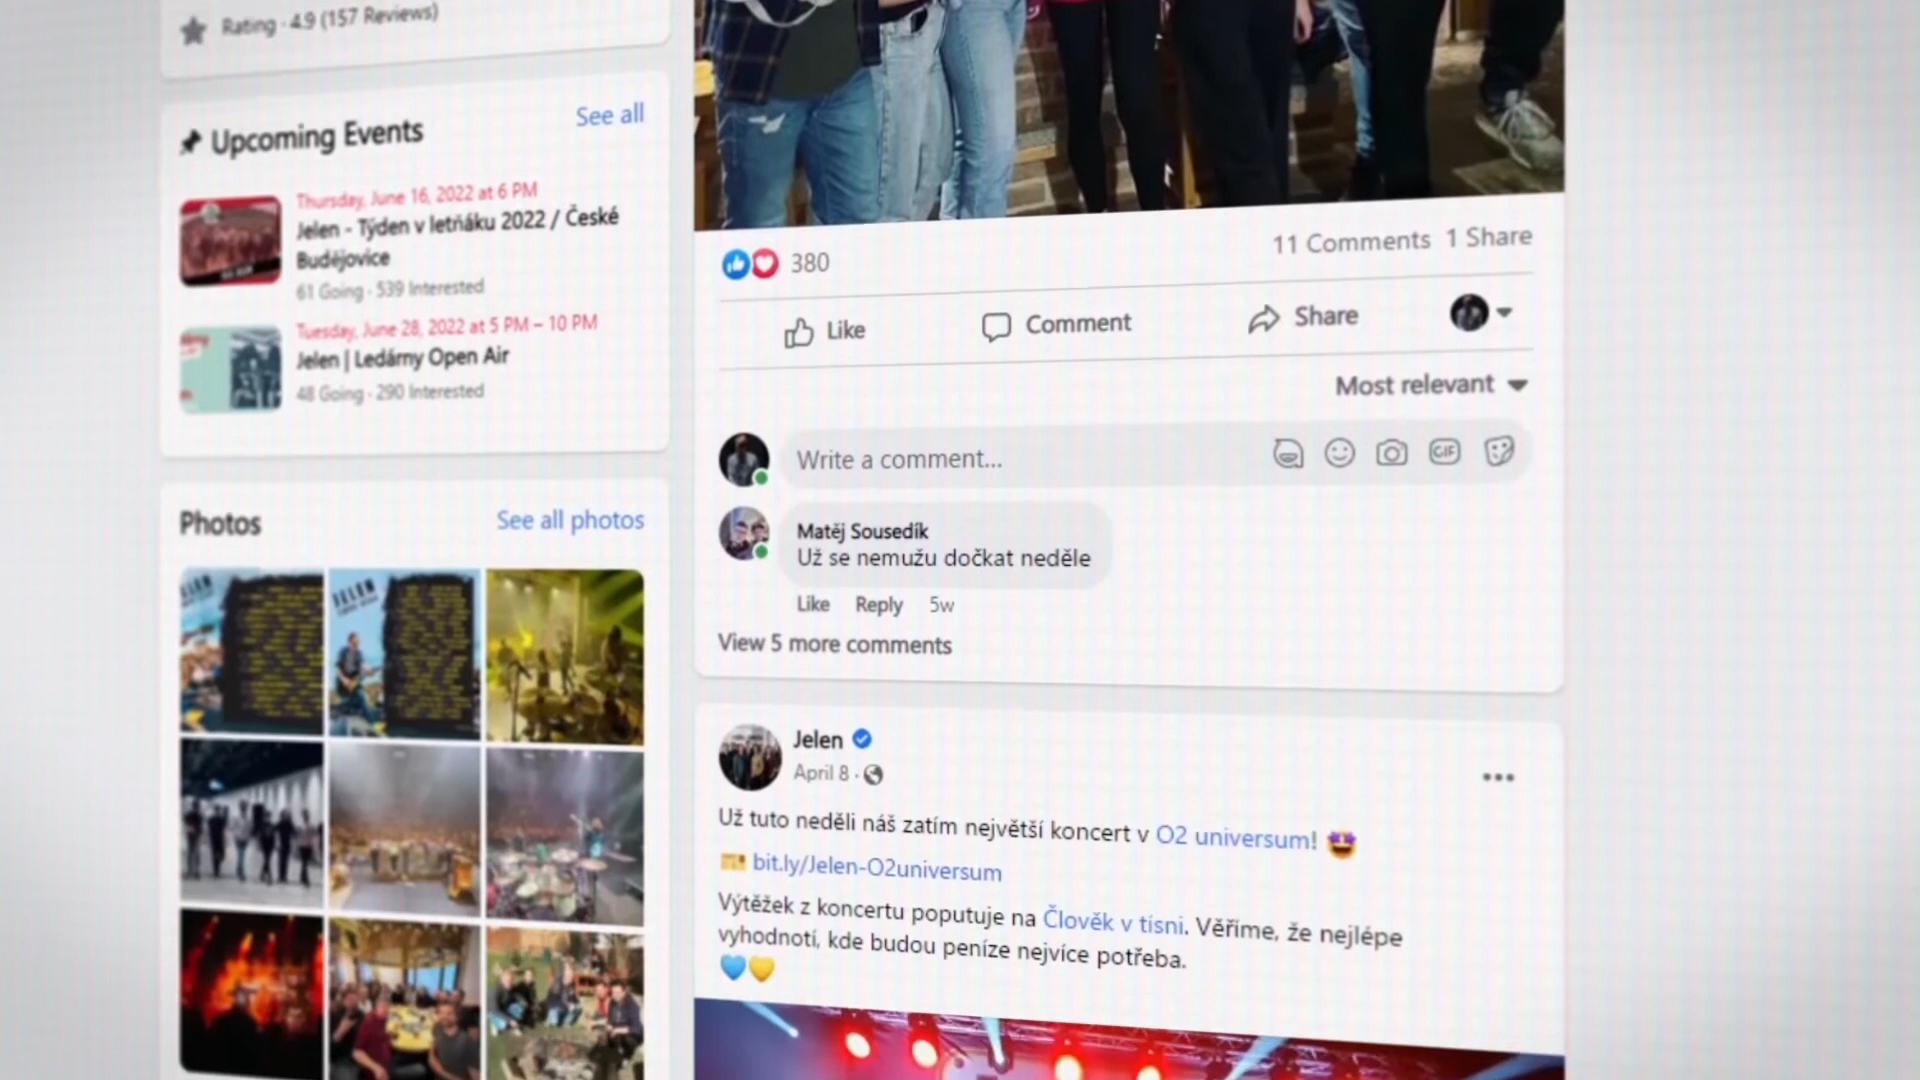 Rating · 4.9 (157 Reviews)
Upcoming Events
See all
Thursday, June 16, 2022 at 6 PM
Jelen - Týden v letňáku 2022 / České
Budějovice
61 Going · 539 Interested
Tuesday, June 28, 2022 at 5 PM – 10 PM
Jelen | Ledárny Open Air
48 Going · 290 Interested
Photos
See all photos
JELEN
380
11 Comments 1 Share
Like
Comment
Share
Most relevant
Write a comment...
GIF
Matěj Sousedík
Už se nemužu dočkat neděle
Like Reply 5w
View 5 more comments
Jelen
April 8 ·
Už tuto neděli náš zatím největší koncert v O2 universum! 🤩
🎫 bit.ly/Jelen-O2universum
Výtěžek z koncertu poputuje na Člověk v tísni. Věříme, že nejlépe
vyhodnotí, kde budou peníze nejvíce potřeba.
💙💛